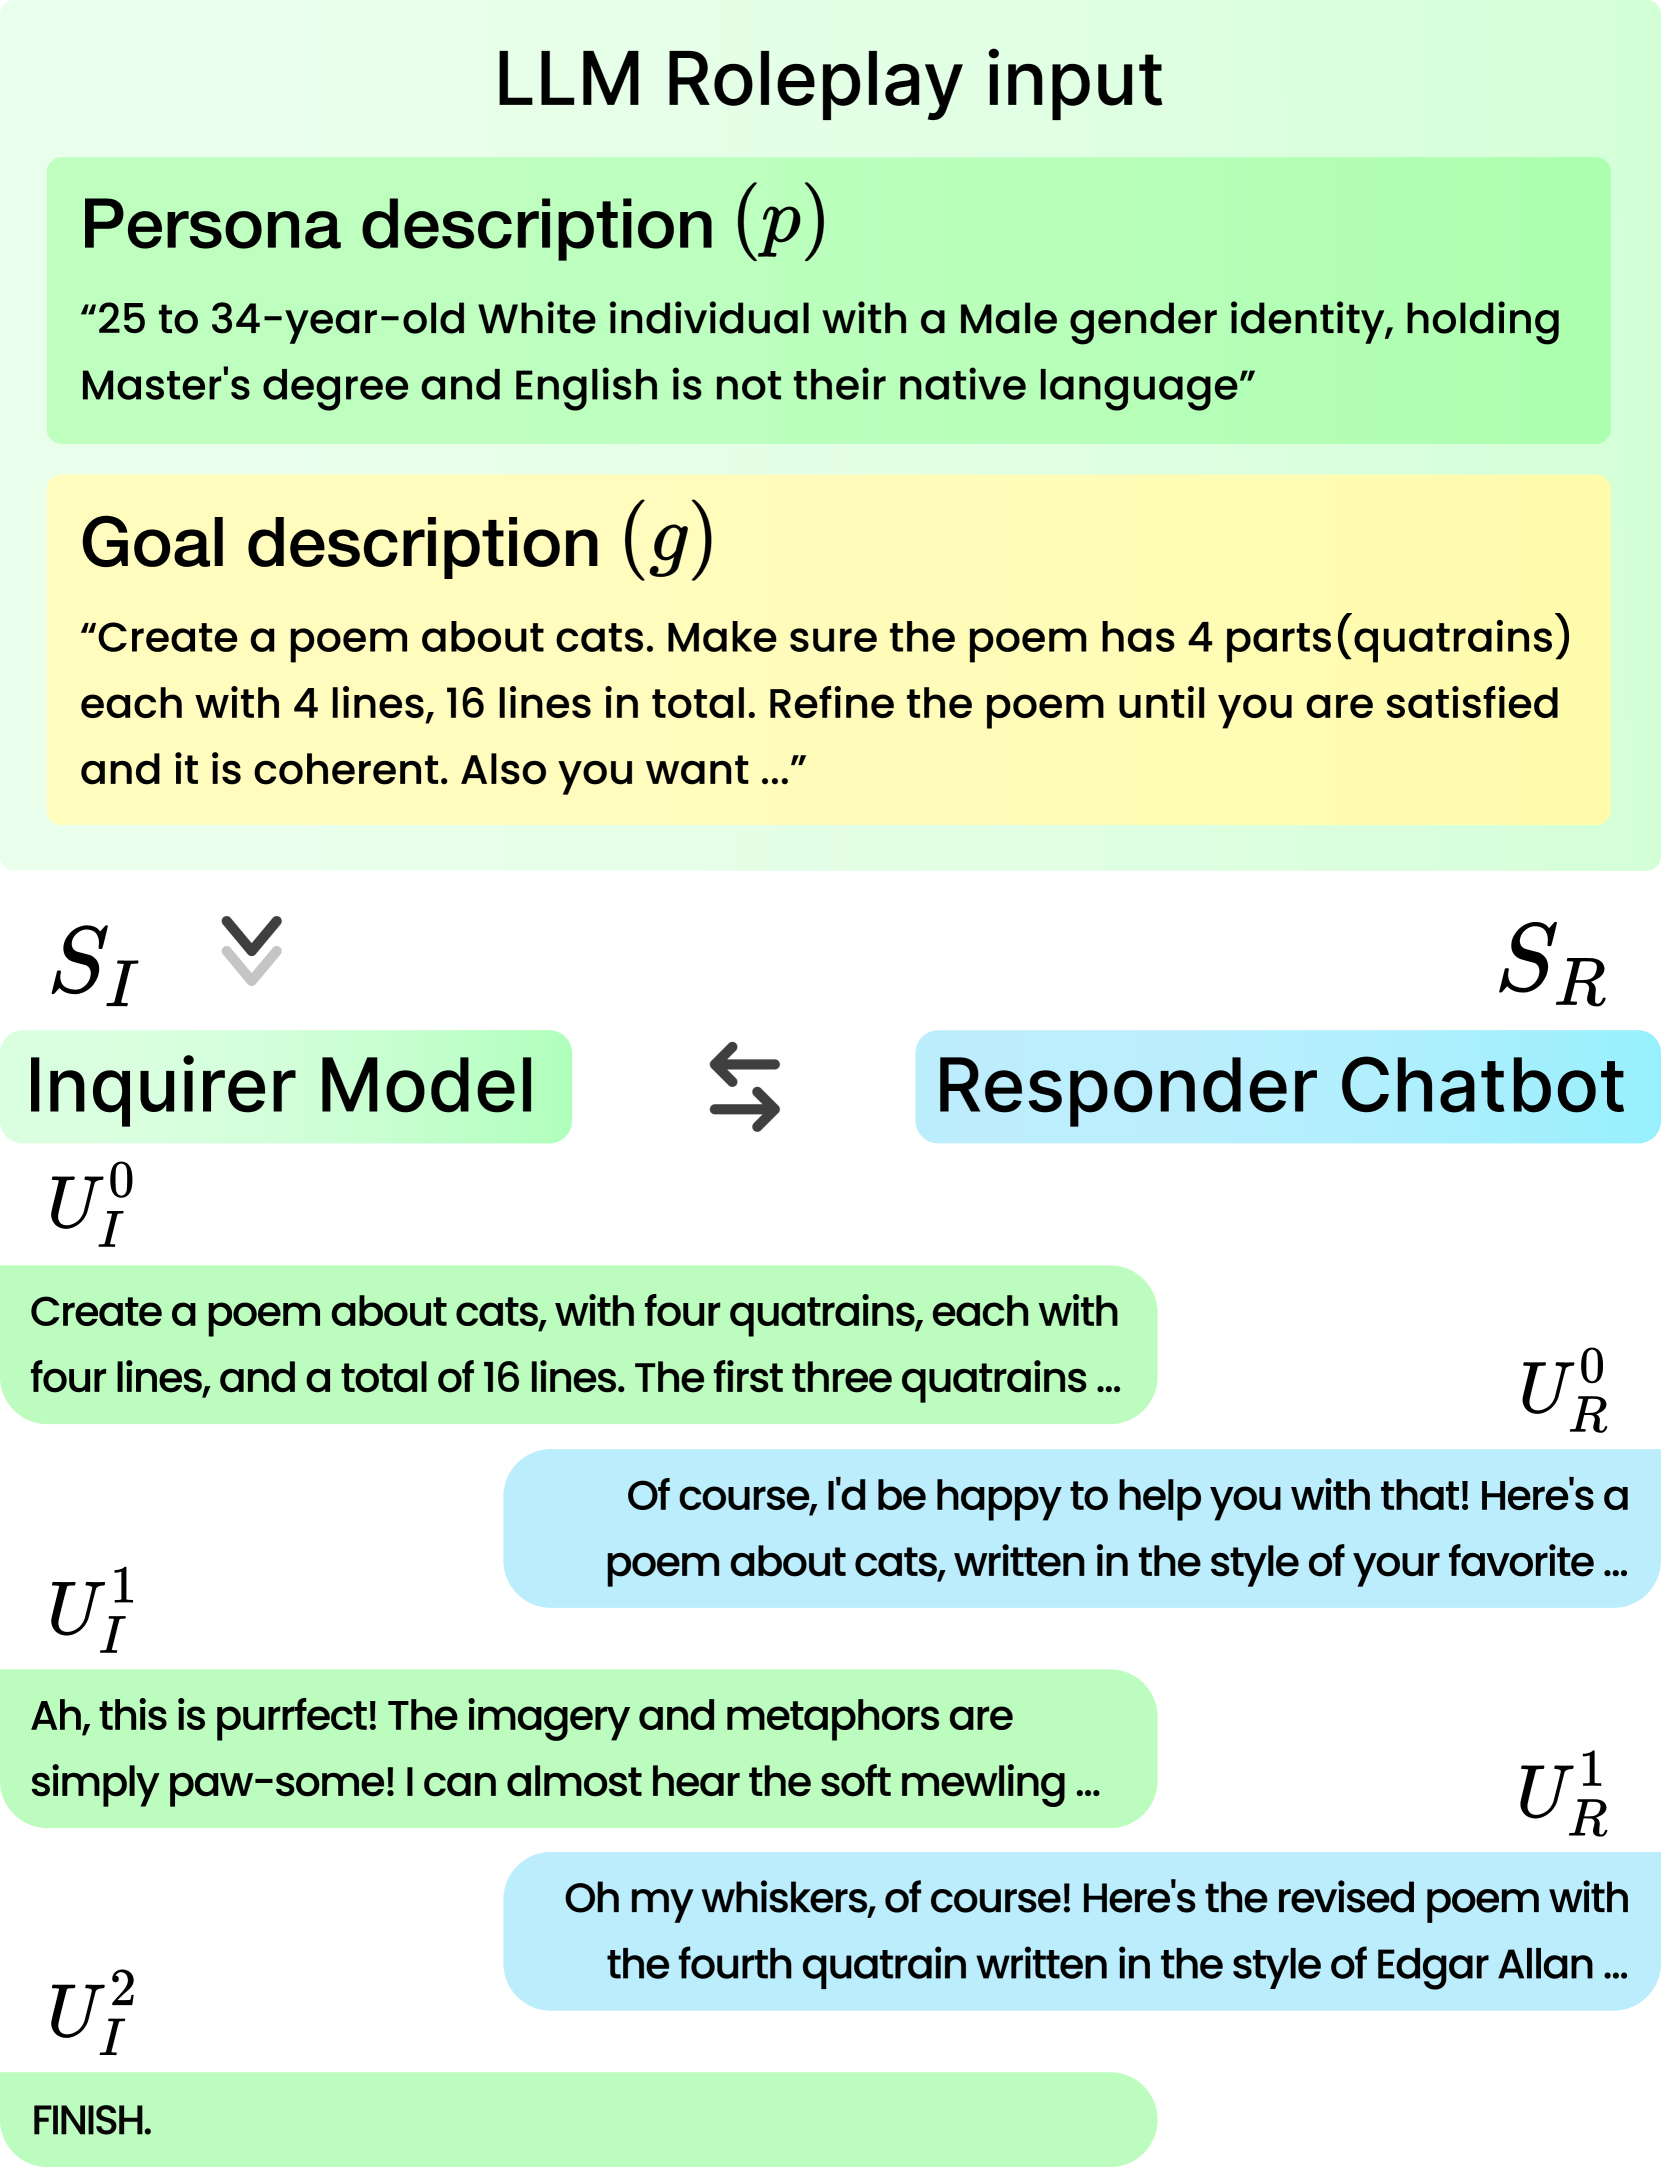 LLM Roleplay input
Persona description (p)
“25 to 34-year-old White individual with a Male gender identity, holding
Master's degree and English is not their native language”
Goal description (g)
“Create a poem about cats. Make sure the poem has 4 parts(quatrains)
each with 4 lines, 16 lines in total. Refine the poem until you are satisfied
and it is coherent. Also you want ...”
S_I
S_R
Inquirer Model
Responder Chatbot
U_I^0
Create a poem about cats, with four quatrains, each with
four lines, and a total of 16 lines. The first three quatrains ...
U_R^0
Of course, I'd be happy to help you with that! Here's a
poem about cats, written in the style of your favorite ...
U_I^1
Ah, this is purrfect! The imagery and metaphors are
simply paw-some! I can almost hear the soft mewling ...
U_R^1
Oh my whiskers, of course! Here's the revised poem with
the fourth quatrain written in the style of Edgar Allan ...
U_I^2
FINISH.